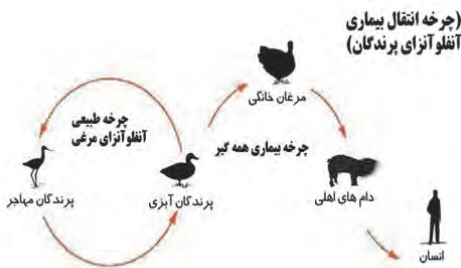 (چرخه انتقال بیماری
آنفلوآنزای پرندگان)
مرغان خانگی
چرخه طبیعی
آنفلوآنزای مرغی
چرخه بیماری همه گیر
پرندگان مهاجر
پرندگان آبزی
دام های اهلی
انسان